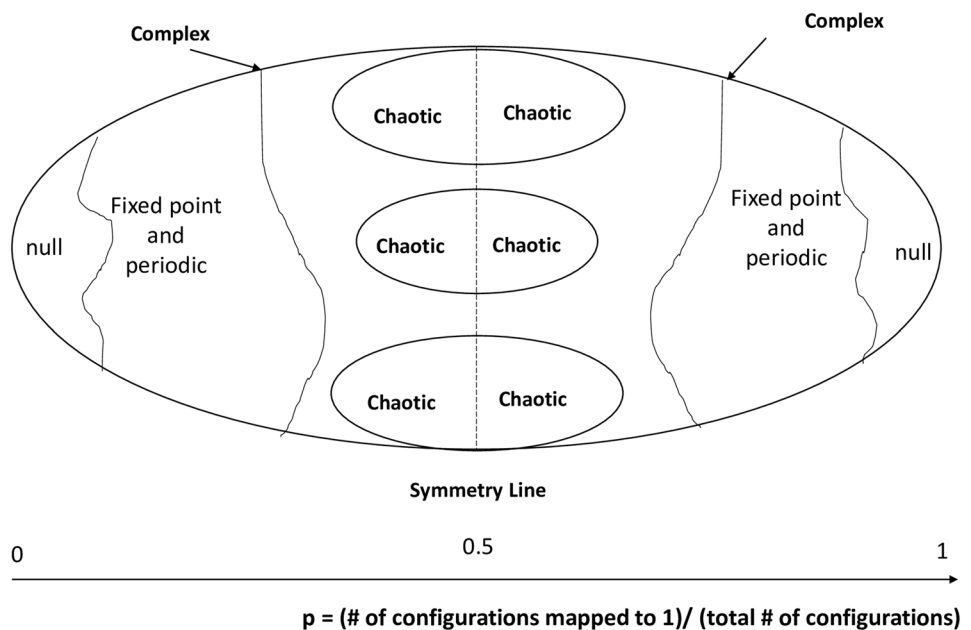 Complex
Complex
Chaotic
Chaotic
Fixed point
and
periodic
Fixed point
and
periodic
null
Chaotic
Chaotic
null
Chaotic
Chaotic
Symmetry Line
0
0.5
1
p = (# of configurations mapped to 1)/ (total # of configurations)